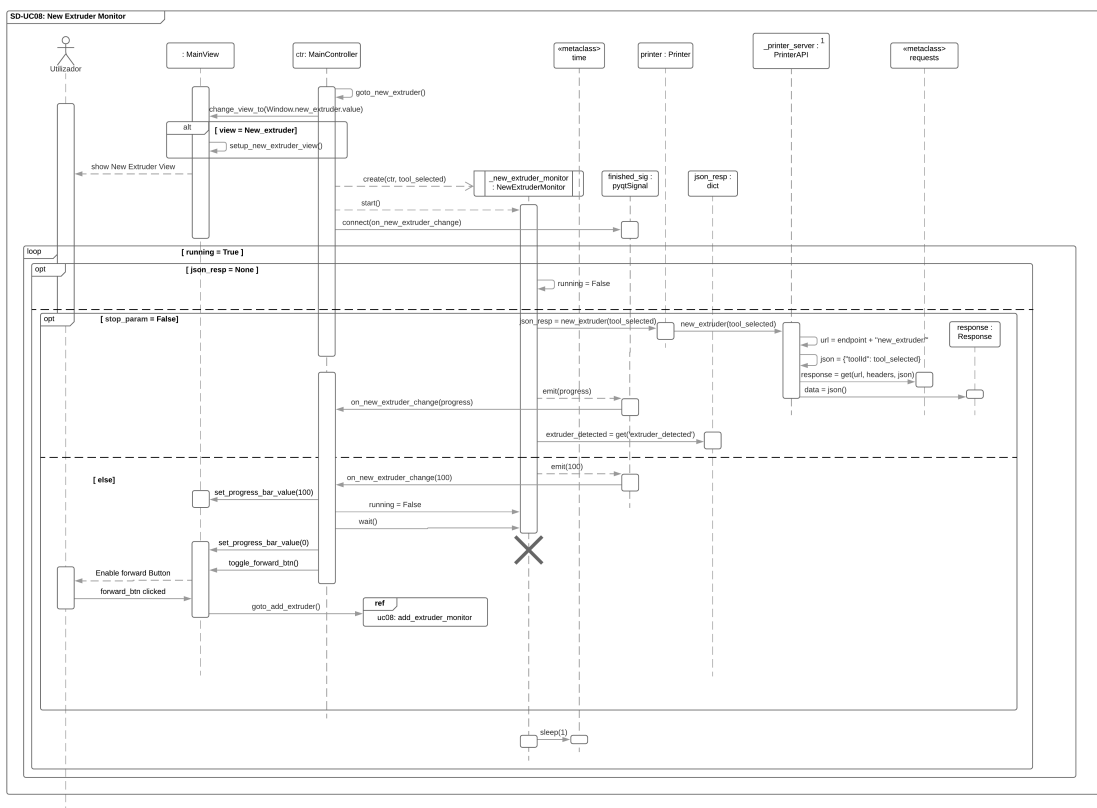 SD-UC08: New Extruder Monitor
Utilizador
: MainView
ctr: MainController
«metaclass»
time
printer : Printer
_printer_server :
PrinterAPI
1
«metaclass»
requests
goto_new_extruder()
change_view_to(Window.new_extruder.value)
alt
[ view = New_extruder]
setup_new_extruder_view()
show New Extruder View
create(ctr, tool_selected)
_new_extruder_monitor
: NewExtruderMonitor
finished_sig :
pyqtSignal
json_resp :
dict
start()
connect(on_new_extruder_change)
loop
[ running = True ]
opt
[ json_resp = None ]
running = False
opt
[ stop_param = False]
json_resp = new_extruder(tool_selected)
new_extruder(tool_selected)
response :
Response
url = endpoint + "new_extruder/"
json = {"toolId": tool_selected}
response = get(url, headers, json)
data = json()
emit(progress)
on_new_extruder_change(progress)
extruder_detected = get('extruder_detected')
emit(100)
[ else]
on_new_extruder_change(100)
set_progress_bar_value(100)
running = False
wait()
set_progress_bar_value(0)
toggle_forward_btn()
Enable forward Button
forward_btn clicked
goto_add_extruder()
ref
uc08: add_extruder_monitor
sleep(1)